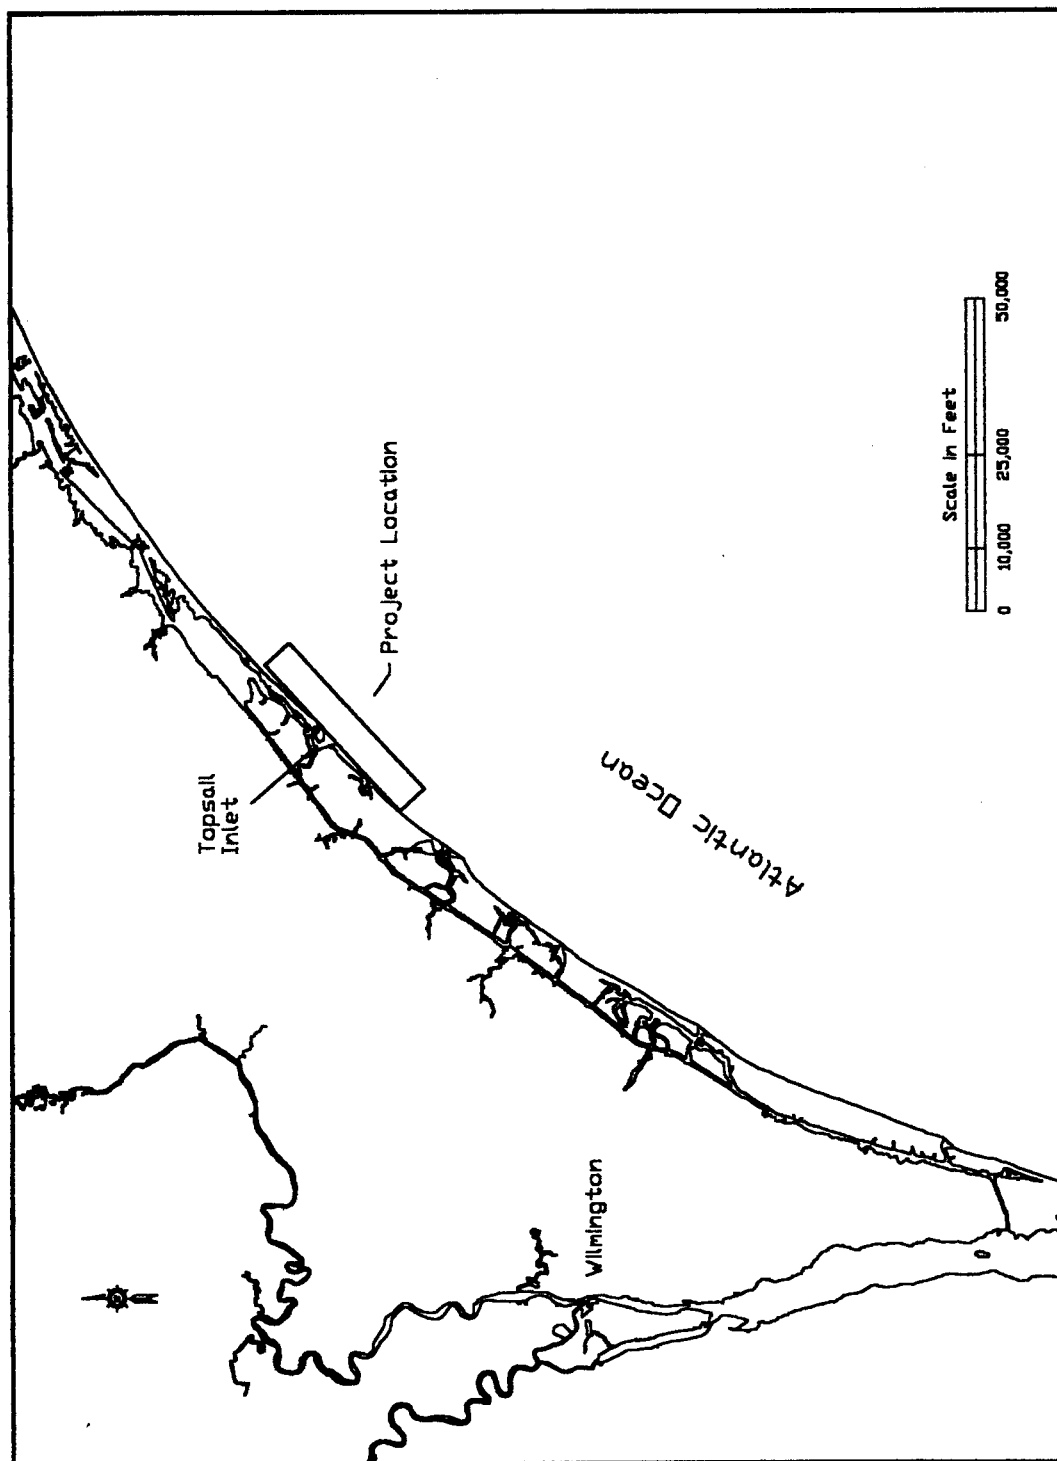 Topsail
Inlet
Project Location
Atlantic Ocean
Wilmington
Scale in Feet
0 10,000 25,000 50,000